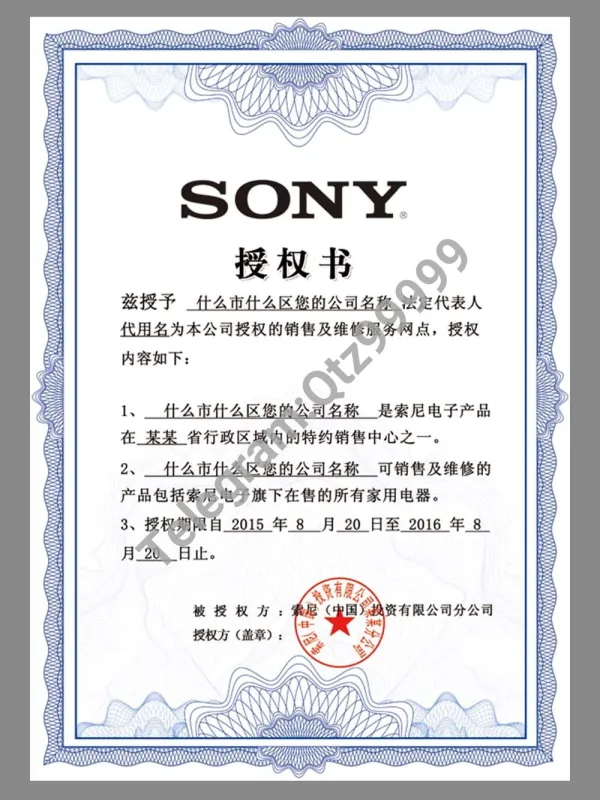 SONY®
授权书
兹授予 什么市什么区您的公司名称 法定代表人
代用名为本公司授权的销售及维修服务网点，授权
内容如下：
1、 什么市什么区您的公司名称 是索尼电子产品
在 某某 省行政区域内的特约销售中心之一。
2、 什么市什么区您的公司名称 可销售及维修的
产品包括索尼电子旗下在售的所有家用电器。
3、授权期限自 2015 年 8 月 20 日至 2016 年 8
月 20 日止。
被授权方：索尼（中国）投资有限公司分公司
授权方（盖章）：
Telegram:Qtz99999